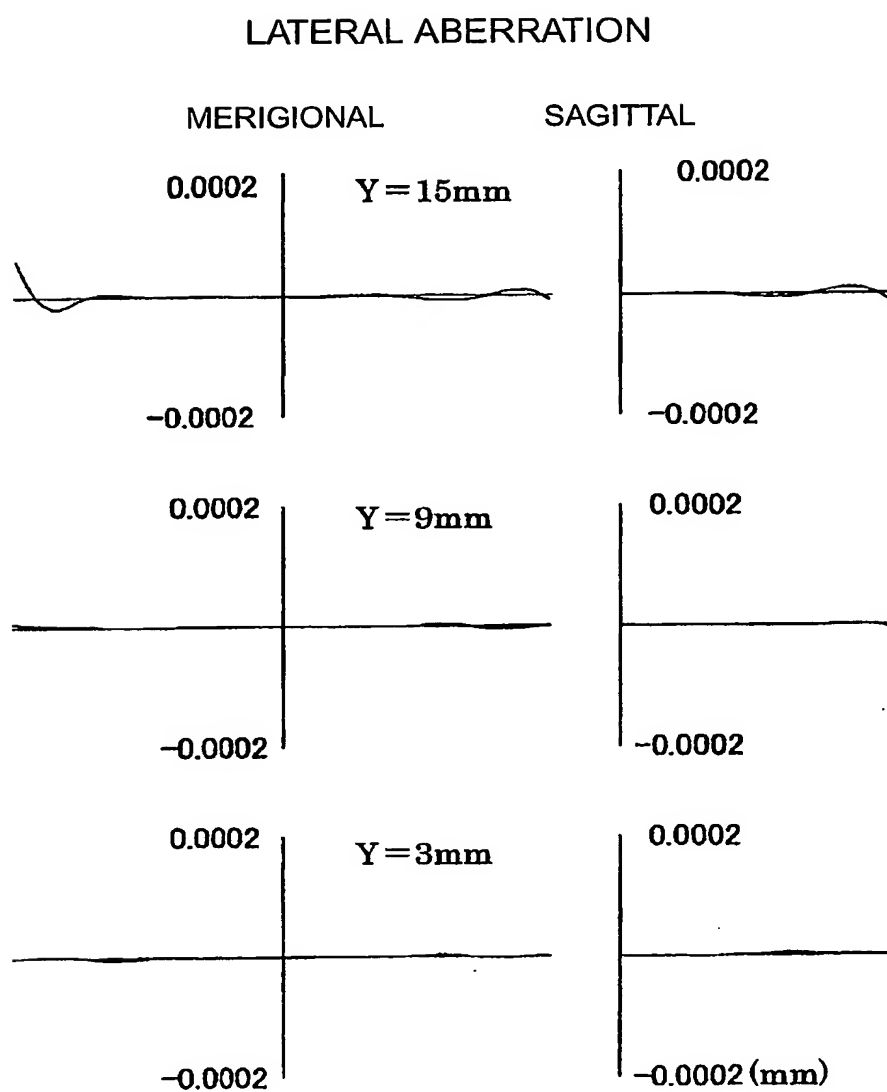 LATERAL ABERRATION
MERIGIONAL SAGITTAL
0.0002 Y=15mm 0.0002
-0.0002 -0.0002
0.0002 Y=9mm 0.0002
-0.0002 -0.0002
0.0002 Y=3mm 0.0002
-0.0002 -0.0002 (mm)